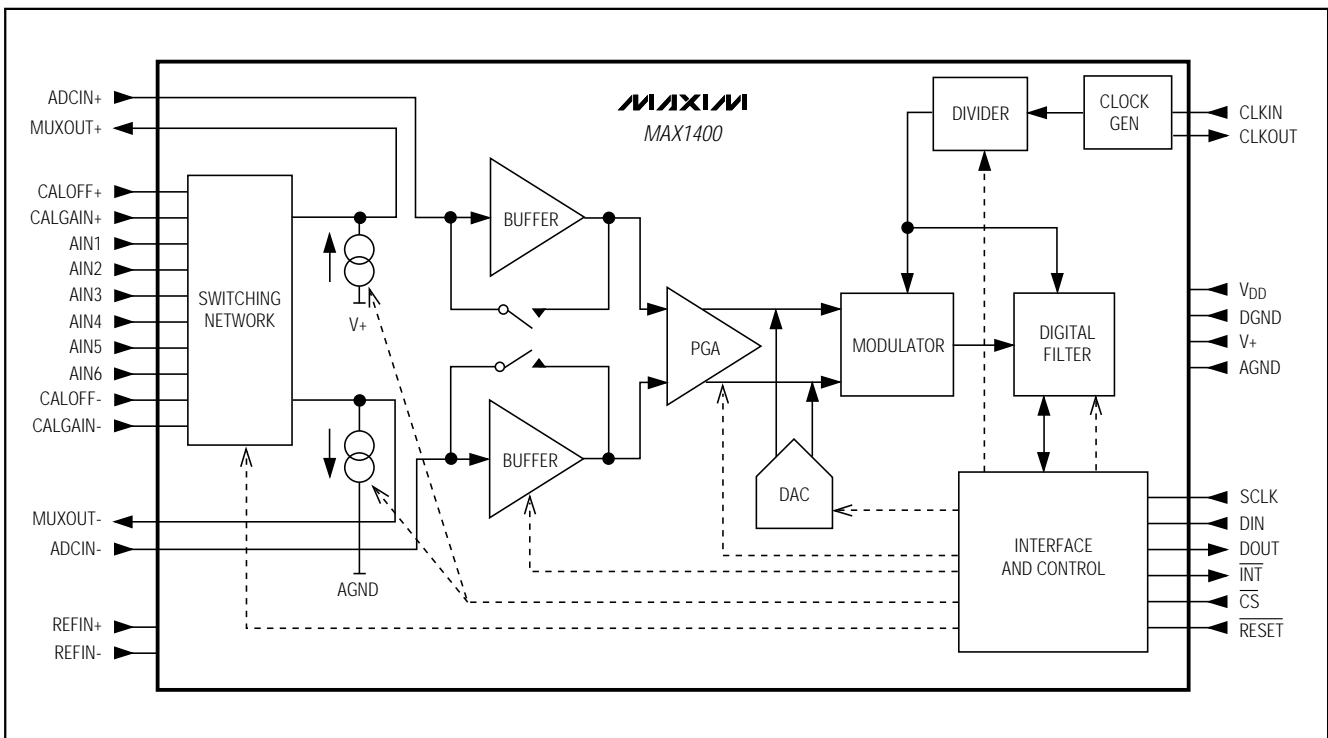 MAXIM
MAX1400
ADCIN+
MUXOUT+
CALOFF+
CALGAIN+
AIN1
AIN2
AIN3
AIN4
AIN5
AIN6
CALOFF-
CALGAIN-
MUXOUT-
ADCIN-
REFIN+
REFIN-
SWITCHING
NETWORK
V+
AGND
BUFFER
BUFFER
PGA
DAC
MODULATOR
DIVIDER
CLOCK
GEN
DIGITAL
FILTER
INTERFACE
AND CONTROL
CLKIN
CLKOUT
VDD
DGND
V+
AGND
SCLK
DIN
DOUT
INT
CS
RESET